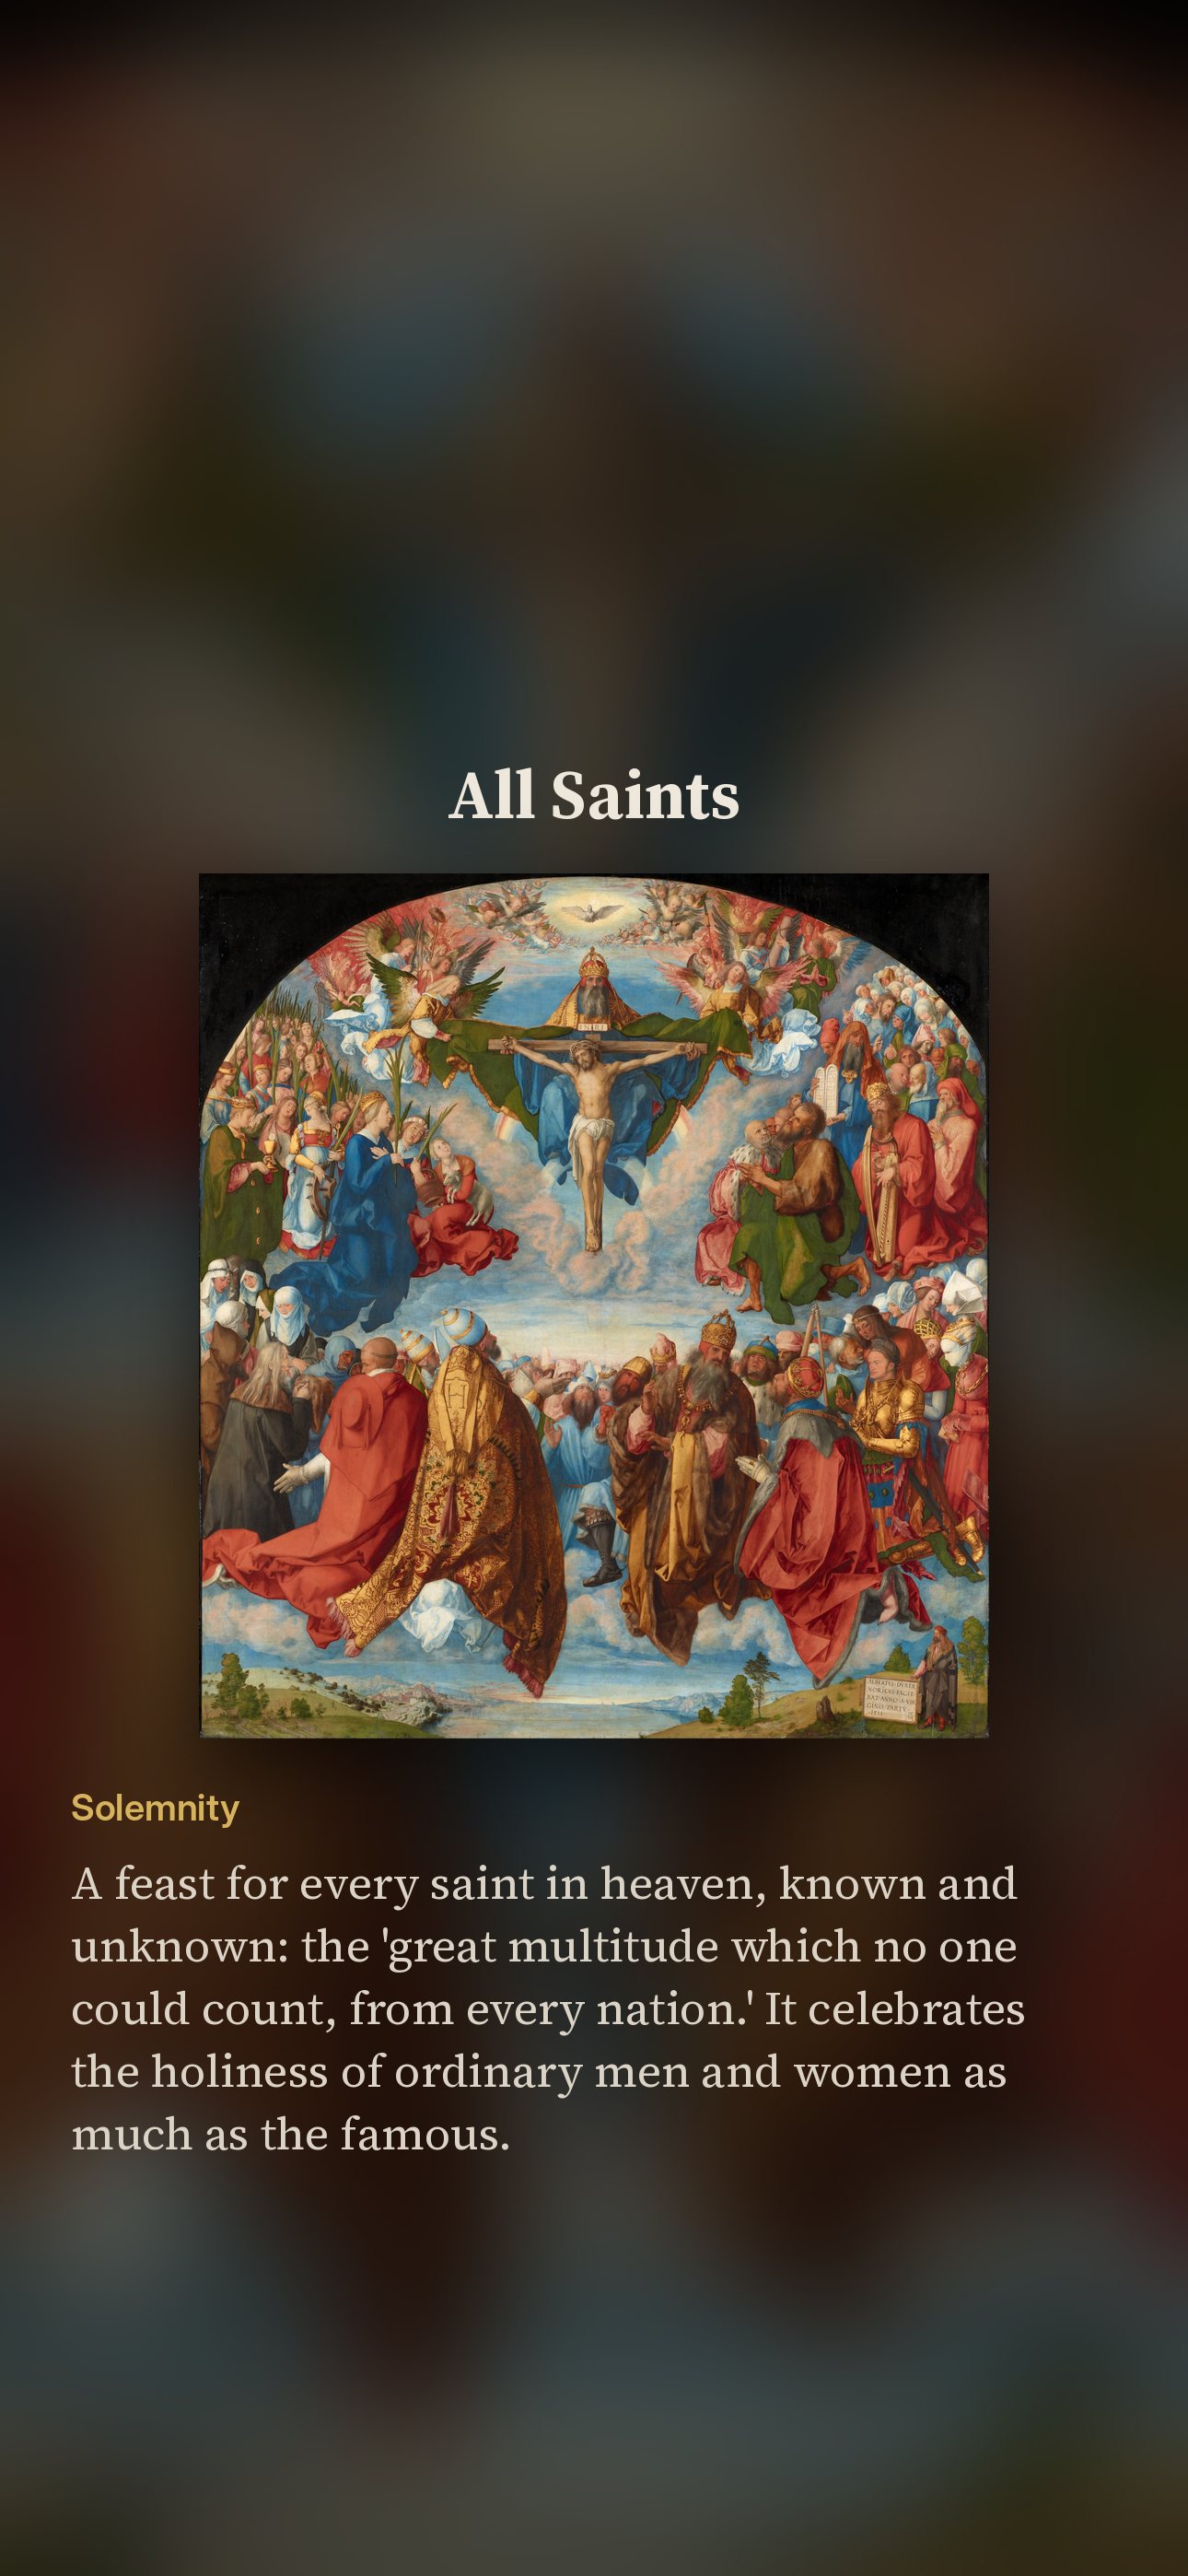 All Saints
INRI
Solemnity
A feast for every saint in heaven, known and
unknown: the 'great multitude which no one
could count, from every nation.' It celebrates
the holiness of ordinary men and women as
much as the famous.